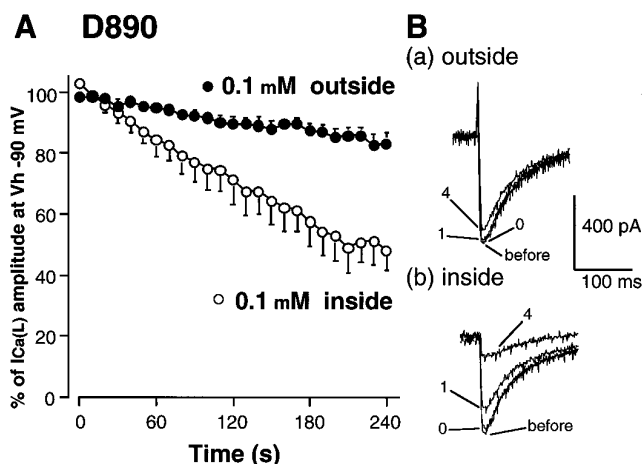 A D890
% of ICa(L) amplitude at Vh -90 mV
100
80
60
40
20
0
0.1 mM outside
0.1 mM inside
0 60 120 180 240
Time (s)
B
(a) outside
4
1
0
before
400 pA
100 ms
(b) inside
4
1
0
before